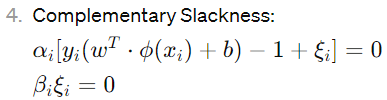 4. Complementary Slackness:
αᵢ[yᵢ(wᵀ · ϕ(xᵢ) + b) − 1 + ξᵢ] = 0
βᵢξᵢ = 0